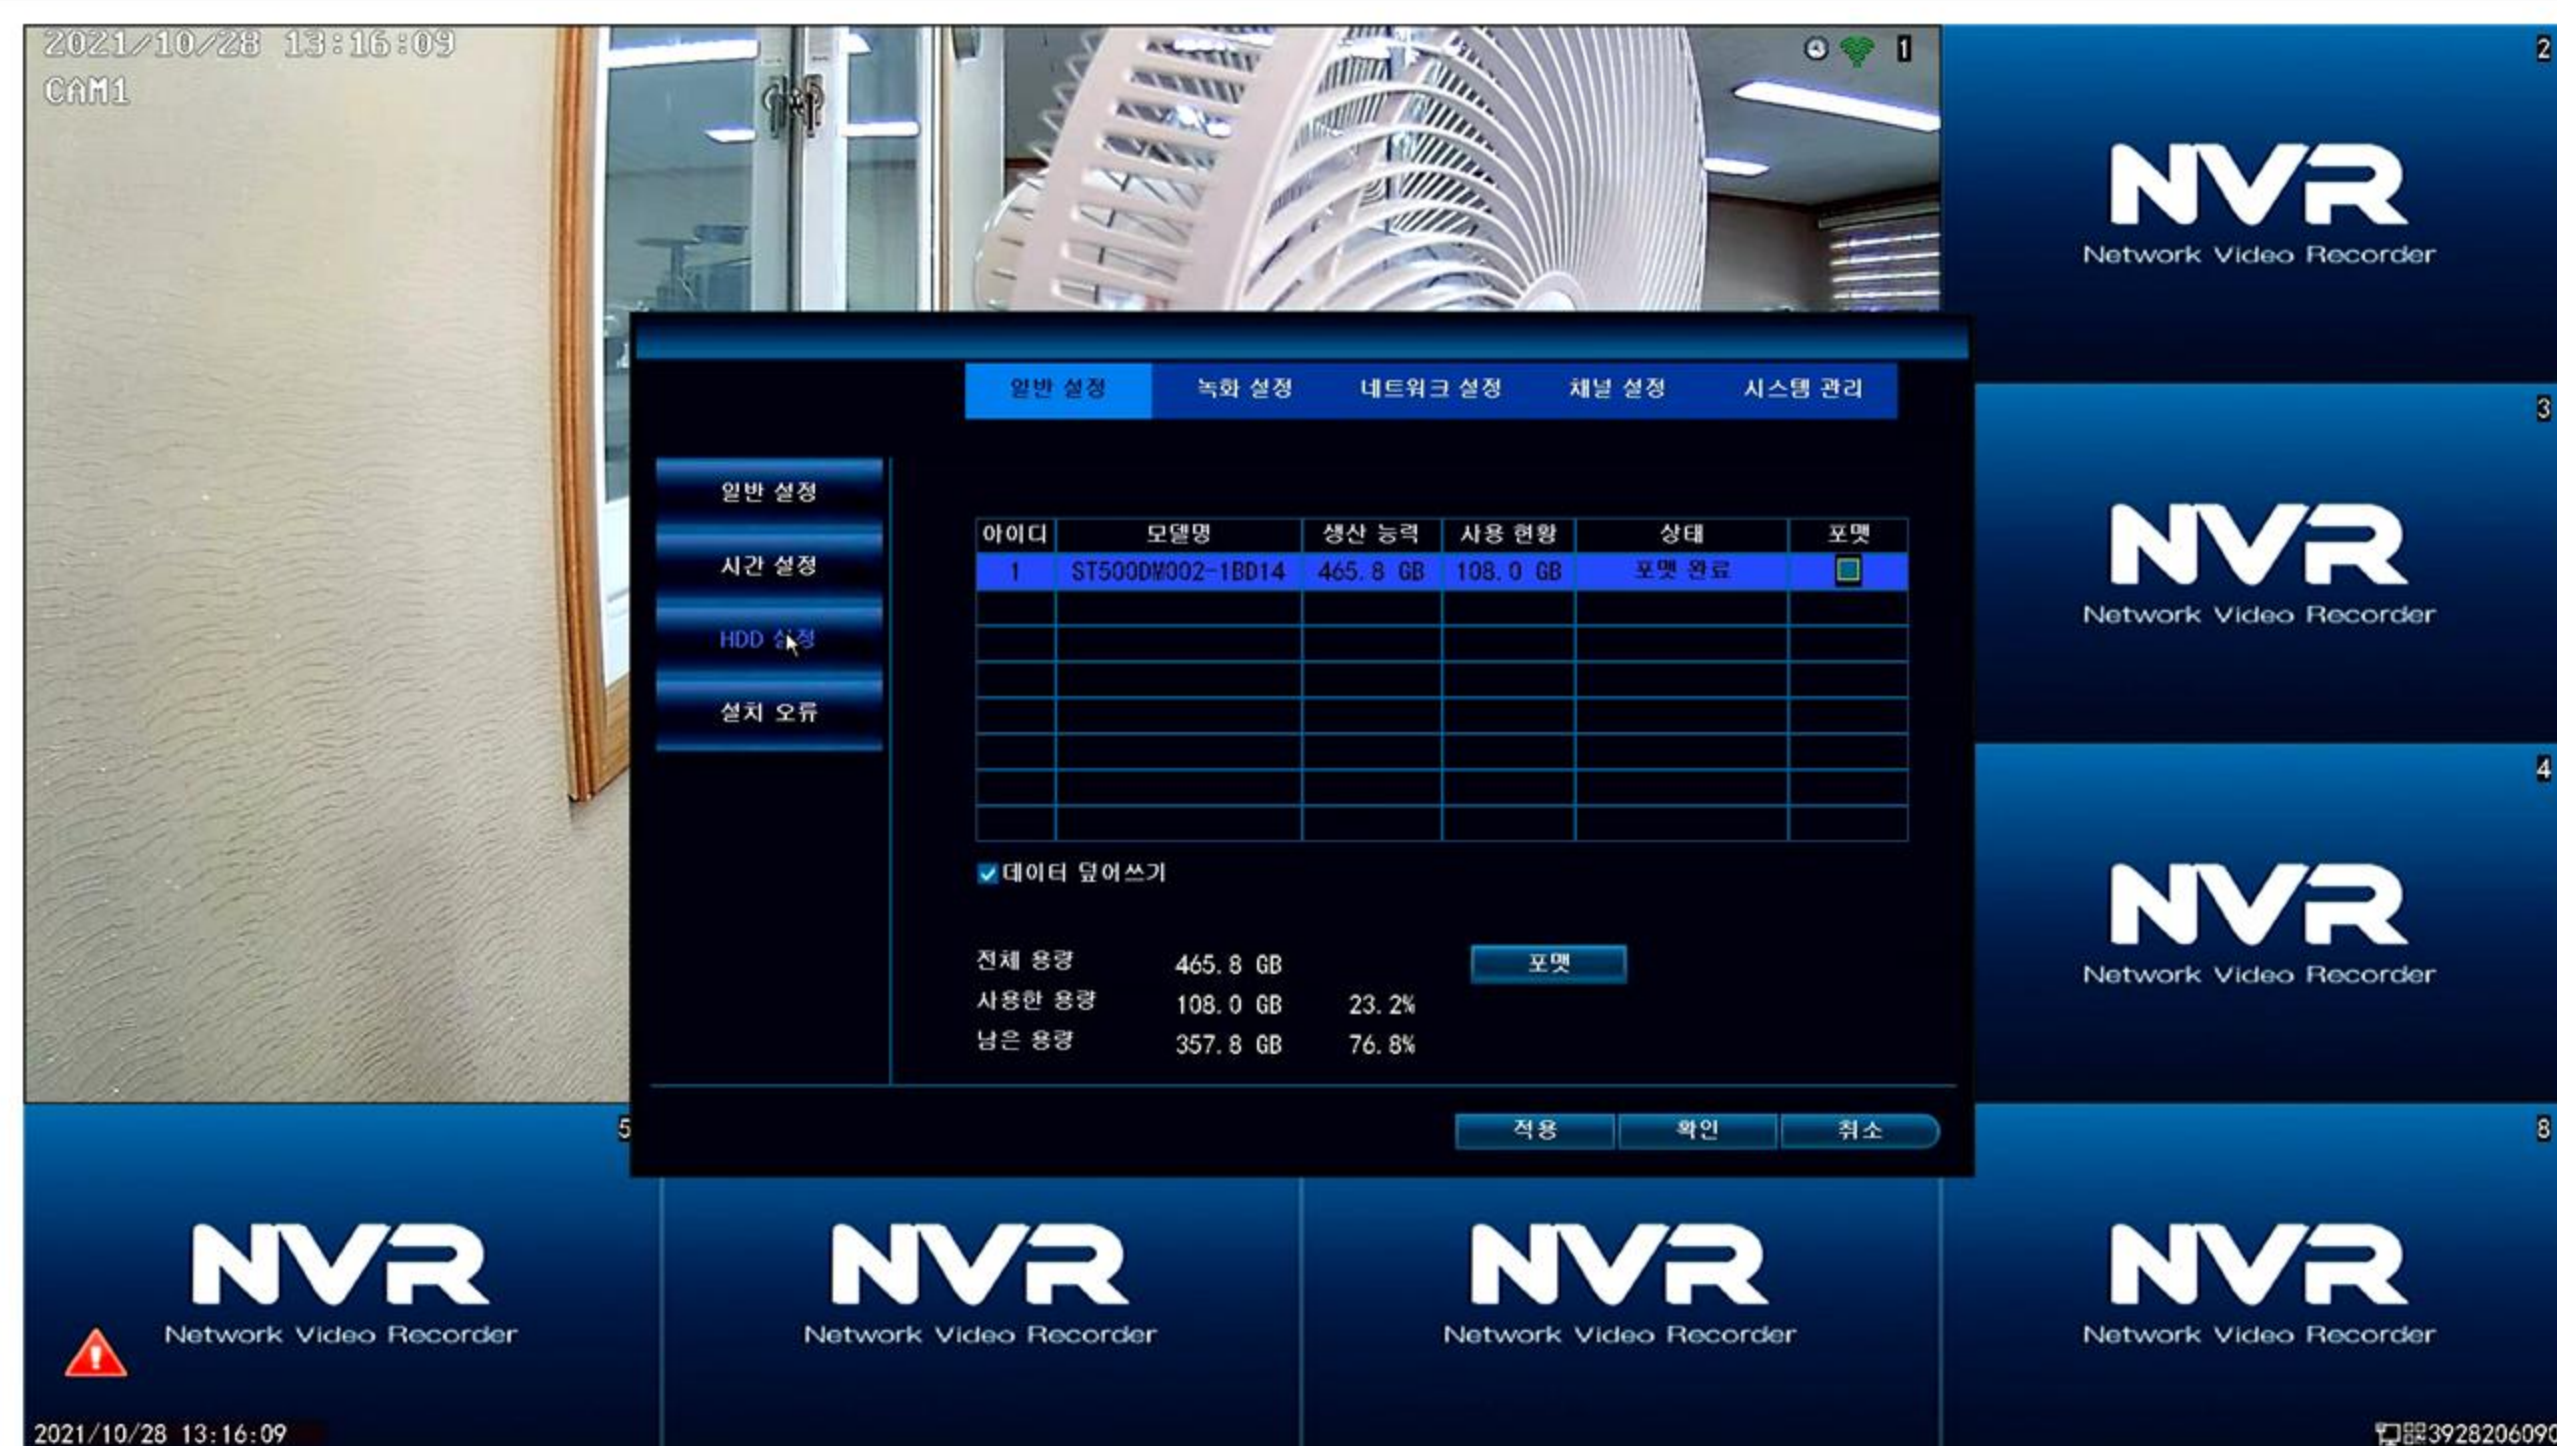 2021/10/28 13:16:09
CAM1
1
2
NVR
Network Video Recorder
일반 설정 녹화 설정 네트워크 설정 채널 설정 시스템 관리
3
NVR
Network Video Recorder
일반 설정
시간 설정
HDD 설정
설치 오류
아이디 모델명 생산 능력 사용 현황 상태 포맷
1 ST500DM002-1BD14 465.8 GB 108.0 GB 포맷 완료
데이터 덮어쓰기
전체 용량 465.8 GB 포맷
사용한 용량 108.0 GB 23.2%
남은 용량 357.8 GB 76.8%
4
NVR
Network Video Recorder
적용 확인 취소
5
8
NVR
Network Video Recorder
NVR
Network Video Recorder
NVR
Network Video Recorder
NVR
Network Video Recorder
2021/10/28 13:16:09
3928206090